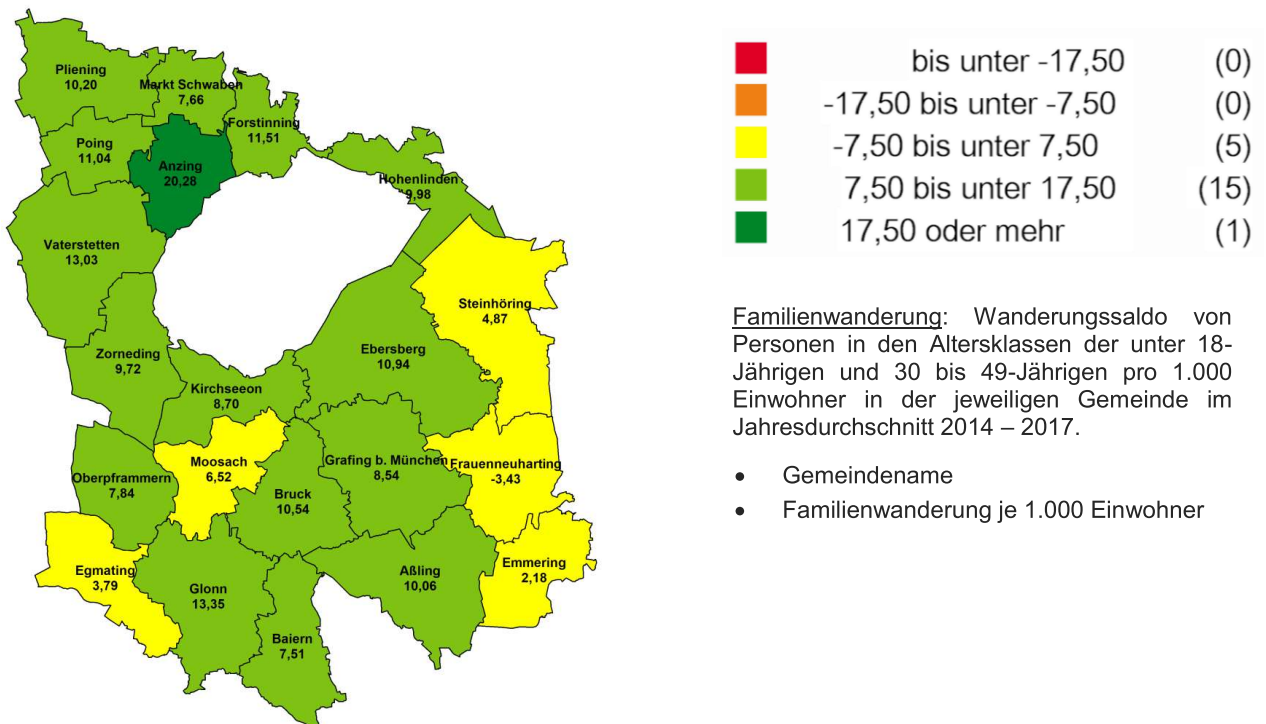 Pliening
10,20
Markt Schwaben
7,66
Forstinning
11,51
Poing
11,04
Anzing
20,28
Hohenlinden
9,98
Vaterstetten
13,03
Steinhöring
4,87
Zorneding
9,72
Ebersberg
10,94
Kirchseeon
8,70
Moosach
6,52
Grafing b. München
8,54
Frauenneuharting
-3,43
Oberpframmern
7,84
Bruck
10,54
Egmating
3,79
Glonn
13,35
Aßling
10,06
Emmering
2,18
Baiern
7,51
bis unter -17,50 (0)
-17,50 bis unter -7,50 (0)
-7,50 bis unter 7,50 (5)
7,50 bis unter 17,50 (15)
17,50 oder mehr (1)
Familienwanderung: Wanderungssaldo von
Personen in den Altersklassen der unter 18-
Jährigen und 30 bis 49-Jährigen pro 1.000
Einwohner in der jeweiligen Gemeinde im
Jahresdurchschnitt 2014 – 2017.
• Gemeindename
• Familienwanderung je 1.000 Einwohner